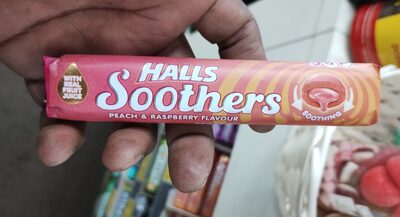 WITH
REAL
FRUIT
JUICE
HALLS
Soothers
PEACH & RASPBERRY FLAVOUR
SOOTHING